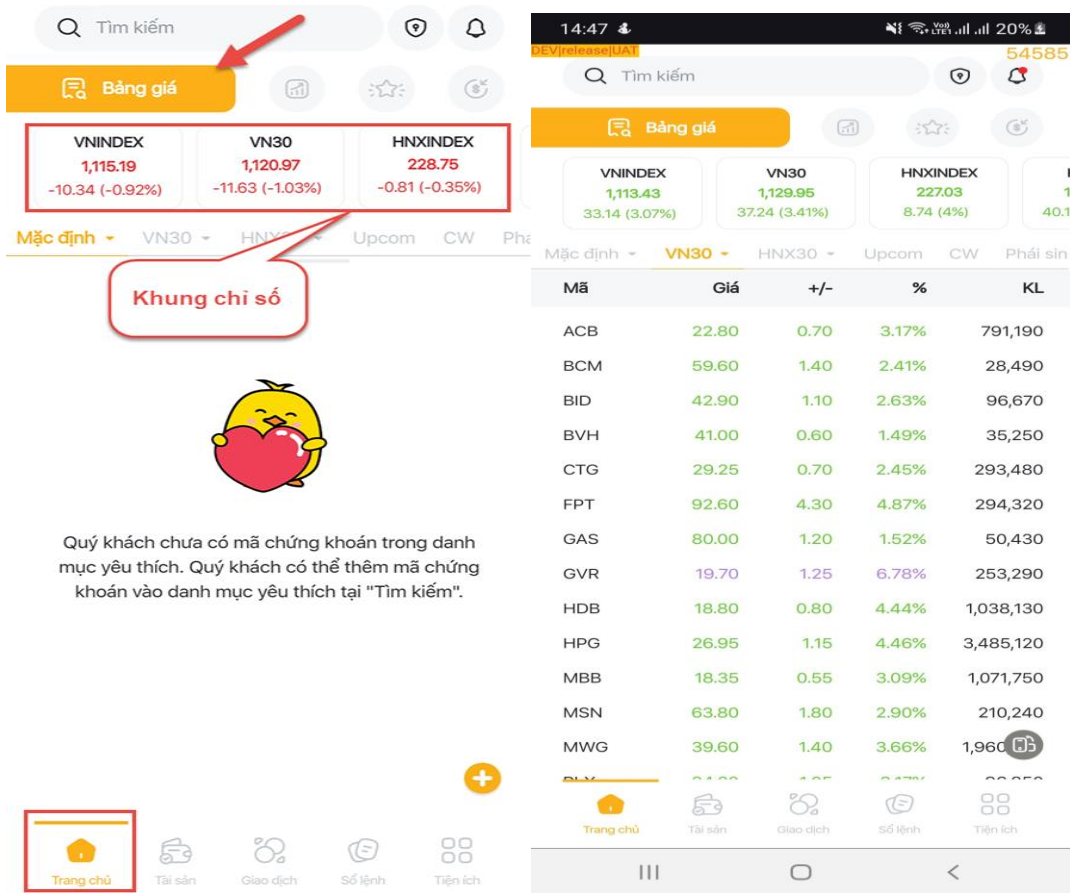 Tìm kiếm
Bảng giá
VNINDEX VN30 HNXINDEX
1,115.19 1,120.97 228.75
-10.34 (-0.92%) -11.63 (-1.03%) -0.81 (-0.35%)
Mặc định VN30 Upcom CW
Khung chỉ số
Quý khách chưa có mã chứng khoán trong danh
mục yêu thích. Quý khách có thể thêm mã chứng
khoán vào danh mục yêu thích tại "Tìm kiếm".
Trang chủ Tài sản Giao dịch Sổ lệnh Tiện ích
14:47 20%
DEV|release|UAT 54585
Tìm kiếm
Bảng giá
VNINDEX VN30 HNXINDEX
1,113.43 1,129.95 227.03
33.14 (3.07%) 37.24 (3.41%) 8.74 (4%) 40.1
Mặc định VN30 HNX30 Upcom CW Phái sin
Mã Giá +/- % KL
ACB 22.80 0.70 3.17% 791,190
BCM 59.60 1.40 2.41% 28,490
BID 42.90 1.10 2.63% 96,670
BVH 41.00 0.60 1.49% 35,250
CTG 29.25 0.70 2.45% 293,480
FPT 92.60 4.30 4.87% 294,320
GAS 80.00 1.20 1.52% 50,430
GVR 19.70 1.25 6.78% 253,290
HDB 18.80 0.80 4.44% 1,038,130
HPG 26.95 1.15 4.46% 3,485,120
MBB 18.35 0.55 3.09% 1,071,750
MSN 63.80 1.80 2.90% 210,240
MWG 39.60 1.40 3.66% 1,960
Trang chủ Tài sản Giao dịch Sổ lệnh Tiện ích